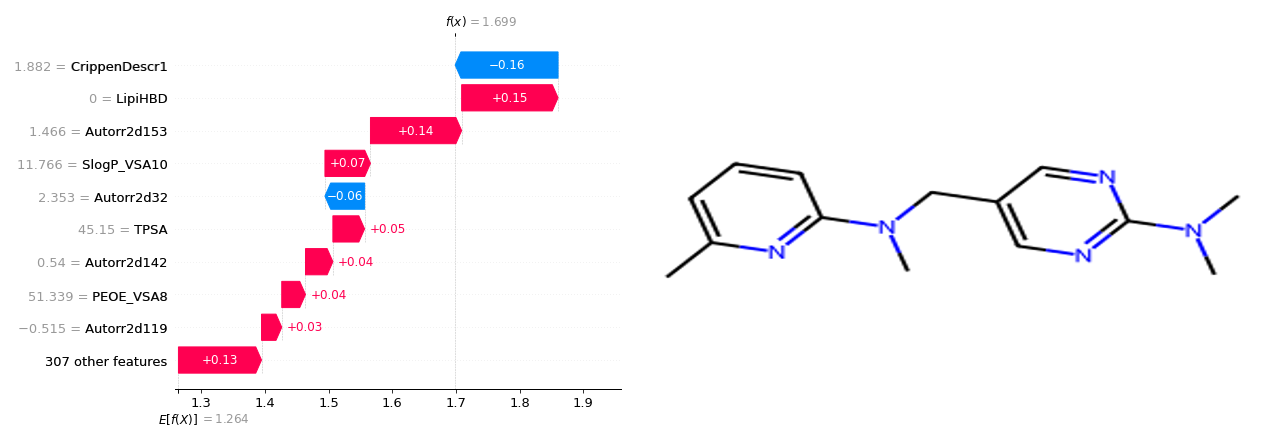 f(x) = 1.699
1.882 = CrippenDescr1 −0.16
0 = LipiHBD +0.15
1.466 = Autorr2d153 +0.14
11.766 = SlogP_VSA10 +0.07
2.353 = Autorr2d32 −0.06
45.15 = TPSA +0.05
0.54 = Autorr2d142 +0.04
51.339 = PEOE_VSA8 +0.04
−0.515 = Autorr2d119 +0.03
307 other features +0.13
1.3 1.4 1.5 1.6 1.7 1.8 1.9
E[f(X)] = 1.264
N
N
N
N
N
N